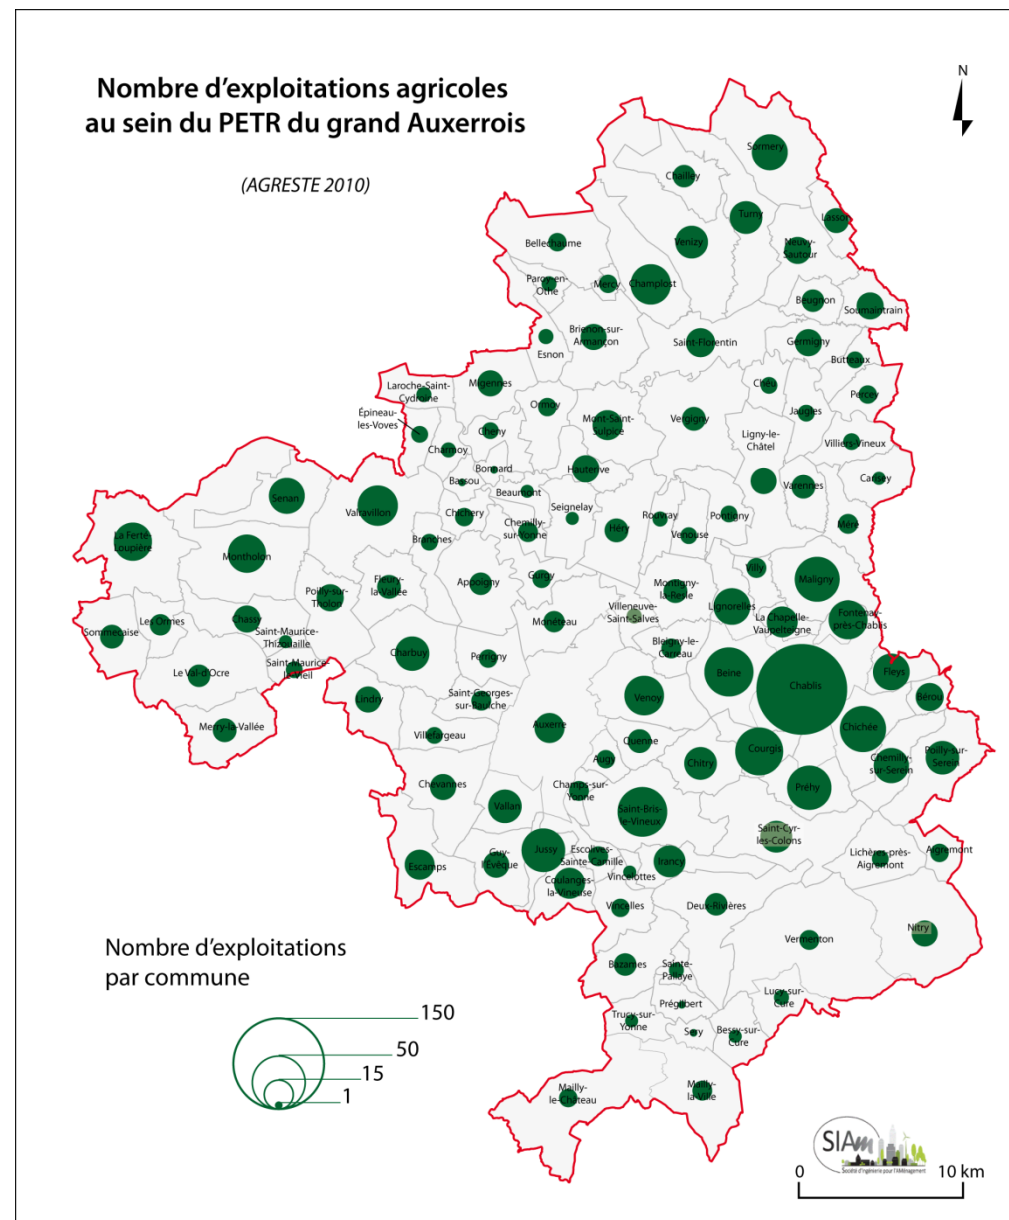 Nombre d'exploitations agricoles
au sein du PETR du grand Auxerrois
(AGRESTE 2010)
N
Sormery
Chailley
Turny
Lasson
Bellechaume
Venizy
Neuvy-
Sautour
Paroy-en-
Othe
Mercy
Champlost
Beugnon
Soumaintrain
Brienon-sur-
Armançon
Esnon
Saint-Florentin
Germigny
Butteaux
Laroche-Saint-
Cydroine
Migennes
Chéu
Percey
Épineau-
les-Voves
Ormoy
Mont-Saint-
Sulpice
Vergigny
Jaugles
Cheny
Charmoy
Ligny-le-
Châtel
Villiers-Vineux
Bonnard
Bassou
Hauterive
Carisey
Beaumont
Varennes
Senan
Valravillon
Chichery
Chemilly-
sur-Yonne
Seignelay
Héry
Rouvray
Pontigny
Méré
La Ferté-
Loupière
Branches
Venouse
Montholon
Villy
Maligny
Poilly-sur-
Tholon
Fleury-
la-Vallée
Appoigny
Gurgy
Montigny-
la-Resle
Lignorelles
Villeneuve-
Saint-Salves
La Chapelle-
Vaupelteigne
Fontenay-
près-Chablis
Les Ormes
Chassy
Sommecaise
Saint-Maurice-
Thizouaille
Monéteau
Bleigny-le-
Carreau
Charbuy
Perrigny
Saint-Maurice-
le-Vieil
Le Val-d'Ocre
Beine
Chablis
Fleys
Lindry
Saint-Georges-
sur-Baulche
Venoy
Bérou
Merry-la-Vallée
Villefargeau
Auxerre
Quenne
Chichée
Augy
Chitry
Courgis
Chemilly-
sur-Serein
Poilly-sur-
Serein
Chevannes
Champs-sur-
Yonne
Préhy
Vallan
Saint-Bris-
le-Vineux
Saint-Cyr-
les-Colons
Escamps
Guy-
l'Évêque
Jussy
Escolives-
Sainte-Camille
Irancy
Lichères-près-
Aigremont
Aigremont
Coulanges-
la-Vineuse
Vincelottes
Vincelles
Deux-Rivières
Nitry
Vermenton
Bazarnes
Sainte-
Pallaye
Prégilbert
Lucy-sur-
Cure
Trucy-sur-
Yonne
Sery
Bessy-sur-
Cure
Mailly-
le-Château
Mailly-
la-Ville
Nombre d'exploitations
par commune
150
50
15
1
SIAm
Société d'ingénierie pour l'Aménagement
0 10 km